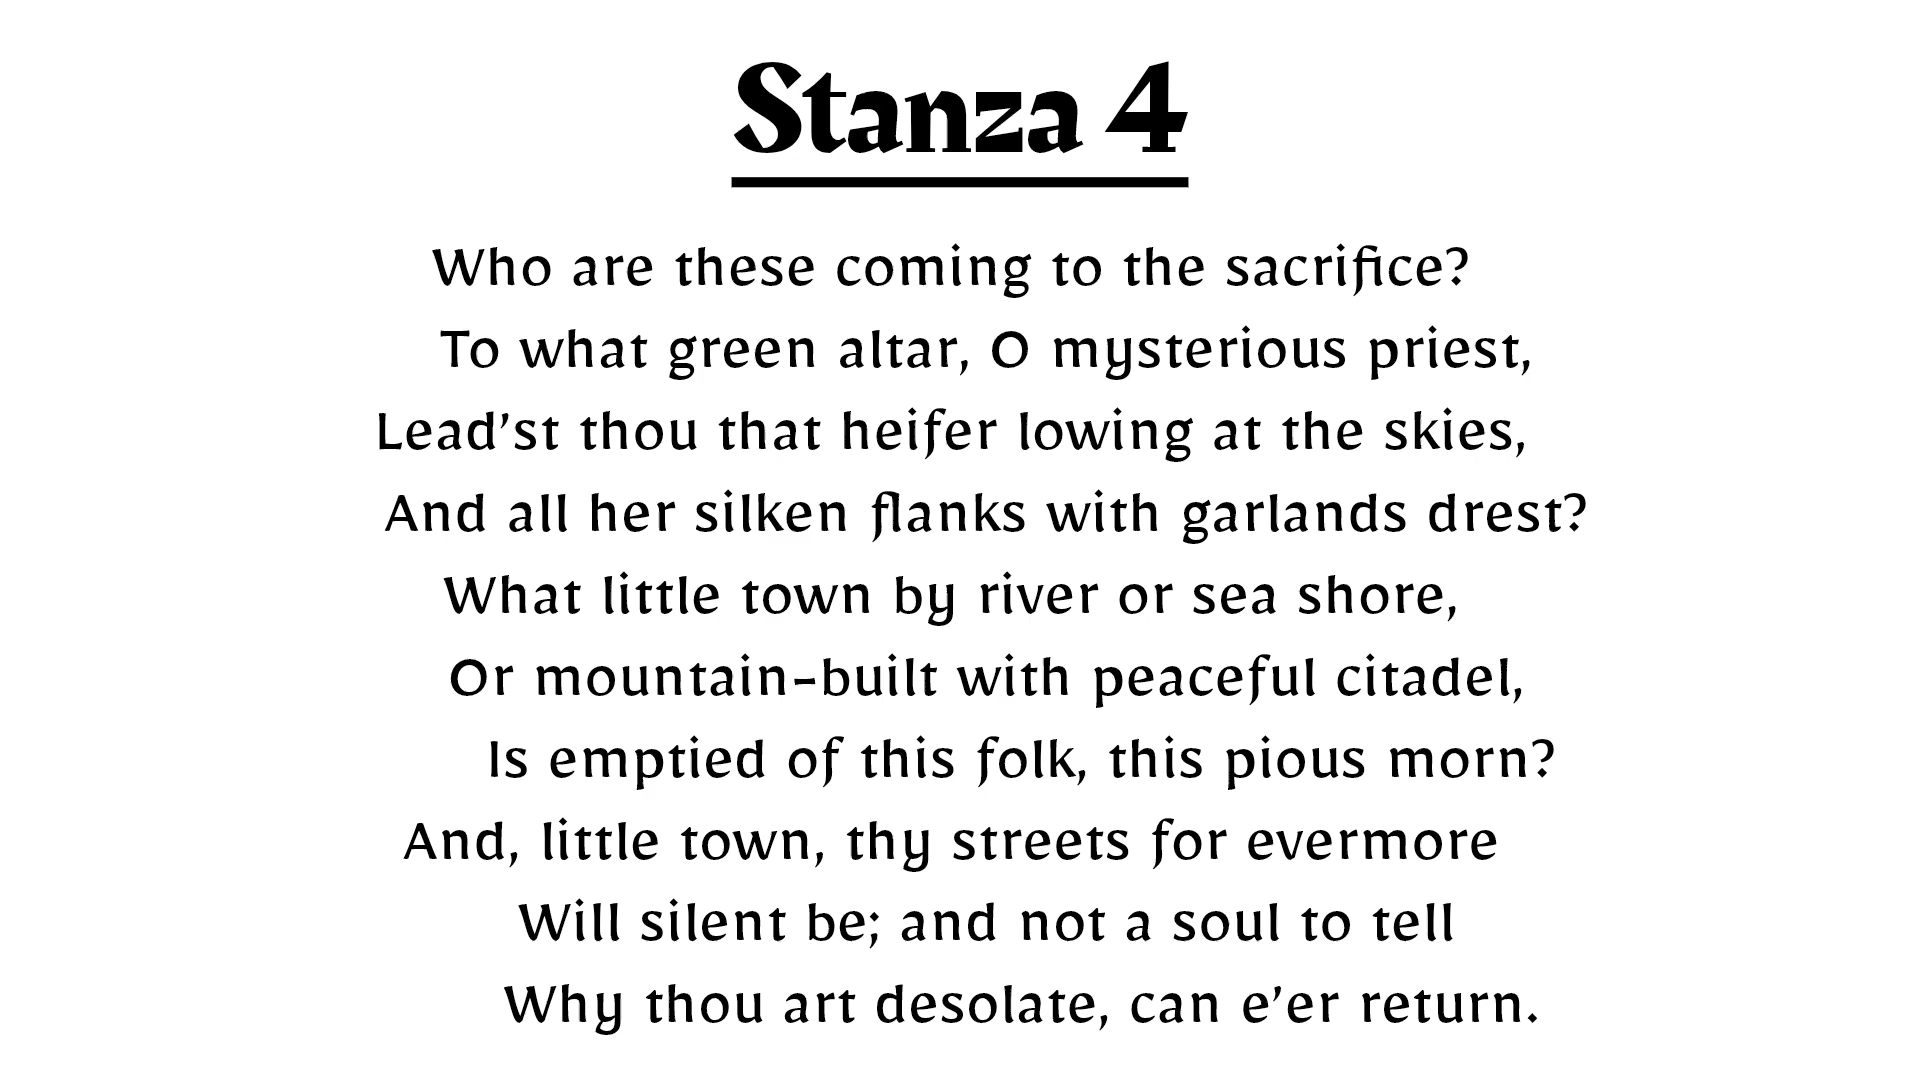 Stanza 4
Who are these coming to the sacrifice?
To what green altar, O mysterious priest,
Lead’st thou that heifer lowing at the skies,
And all her silken flanks with garlands drest?
What little town by river or sea shore,
Or mountain-built with peaceful citadel,
Is emptied of this folk, this pious morn?
And, little town, thy streets for evermore
Will silent be; and not a soul to tell
Why thou art desolate, can e’er return.